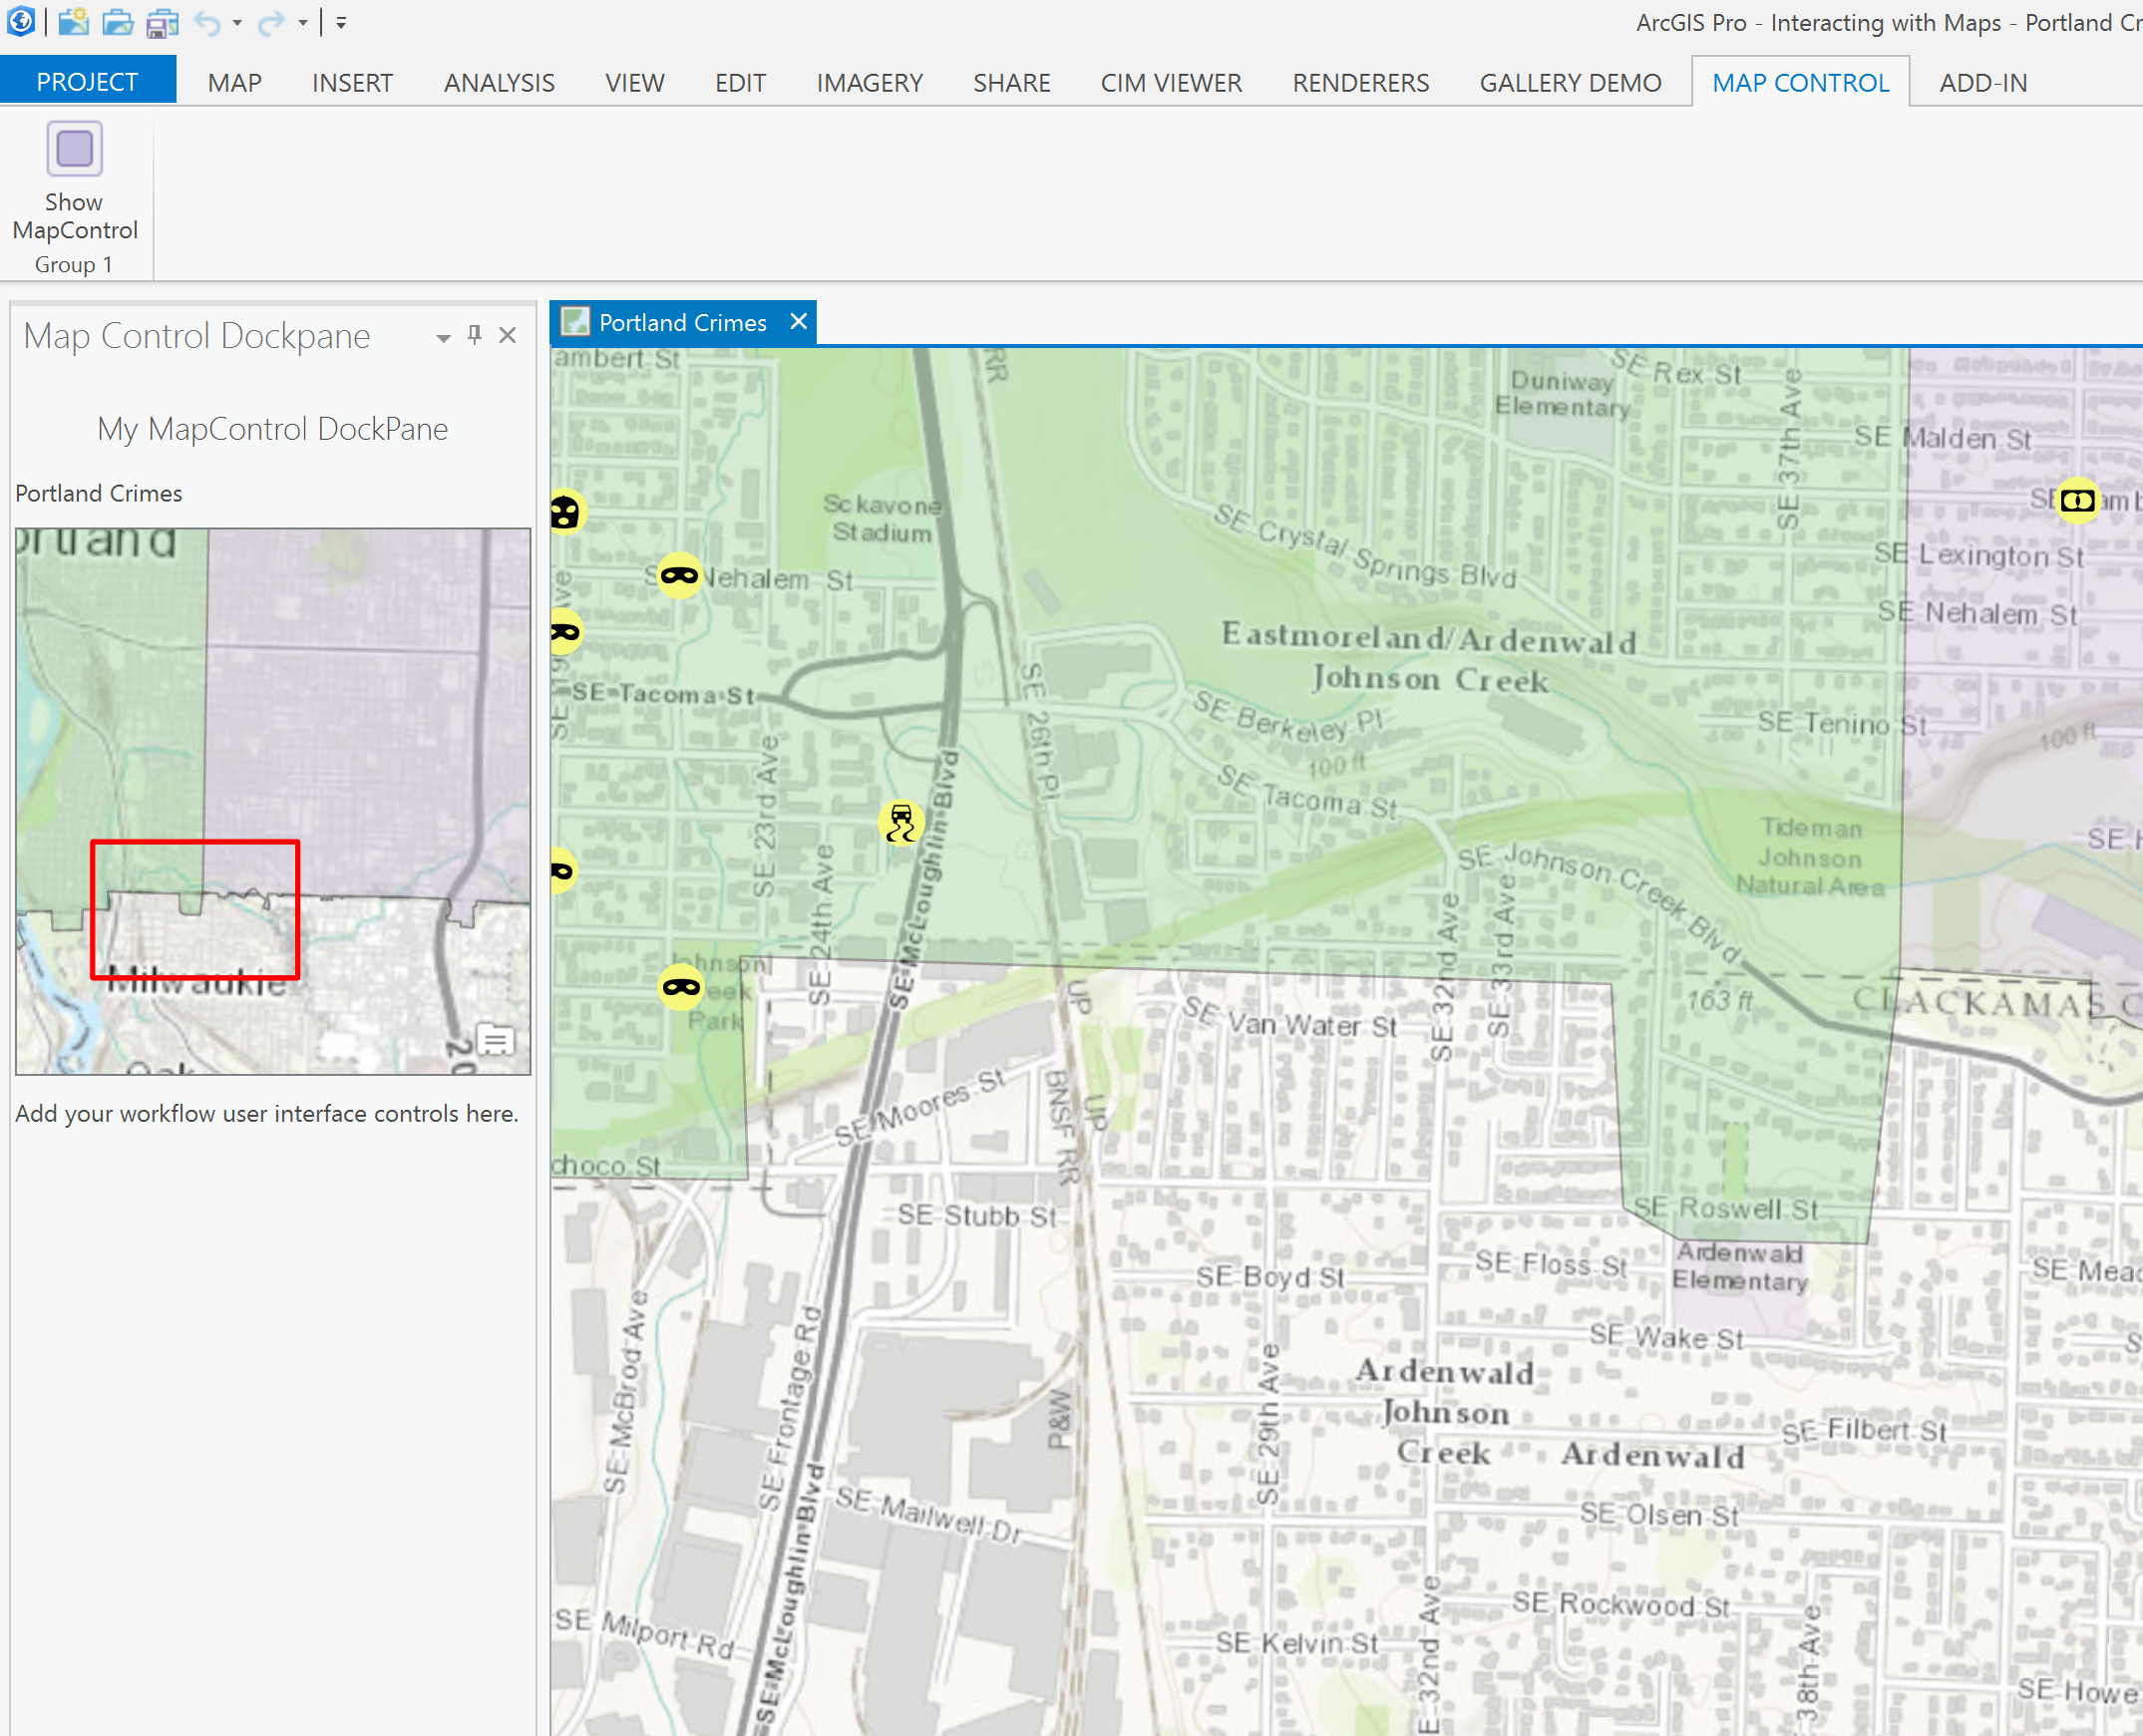 ArcGIS Pro - Interacting with Maps - Portland Cr
PROJECT MAP INSERT ANALYSIS VIEW EDIT IMAGERY SHARE CIM VIEWER RENDERERS GALLERY DEMO MAP CONTROL ADD-IN
Show
MapControl
Group 1
Map Control Dockpane
My MapControl DockPane
Portland Crimes
ortland
Milwaukie
Oak
20
Add your workflow user interface controls here.
Portland Crimes
ambert St
RR
Duniway
Elementary
SE Rex St
SE 37th Ave
SE Malden St
Sckavone
Stadium
SE Crystal Springs Blvd
SE Lexington St
Nehalem St
SE Nehalem St
Eastmoreland/Ardenwald
Johnson Creek
SE Tacoma St
SE 26th Pl
SE Berkeley Pl
SE Tenino St
100 ft
100 ft
SE 23rd Ave
SE Tacoma St
SE McLoughlin Blvd
Tideman
Johnson
Natural Area
SE 24th Ave
SE Johnson Creek Blvd
SE 32nd Ave
SE 33rd Ave
Park
UP
SE Van Water St
163 ft
CLACKAMAS C
SE Moores St
BNSF RR
UP
choco St
SE Stubb St
SE Roswell St
Ardenwald
Elementary
SE Boyd St
SE Floss St
SE Mead
SE McBrod Ave
SE Frontage Rd
SE Wake St
SE 29th Ave
Ardenwald
Johnson
Creek
P&W
Ardenwald
SE Filbert St
SE Mailwell Dr
SE McLoughlin Blvd
SE Olsen St
SE Milport Rd
SE Rockwood St
SE Kelvin St
E 32nd Ave
38th Ave
SE Howe